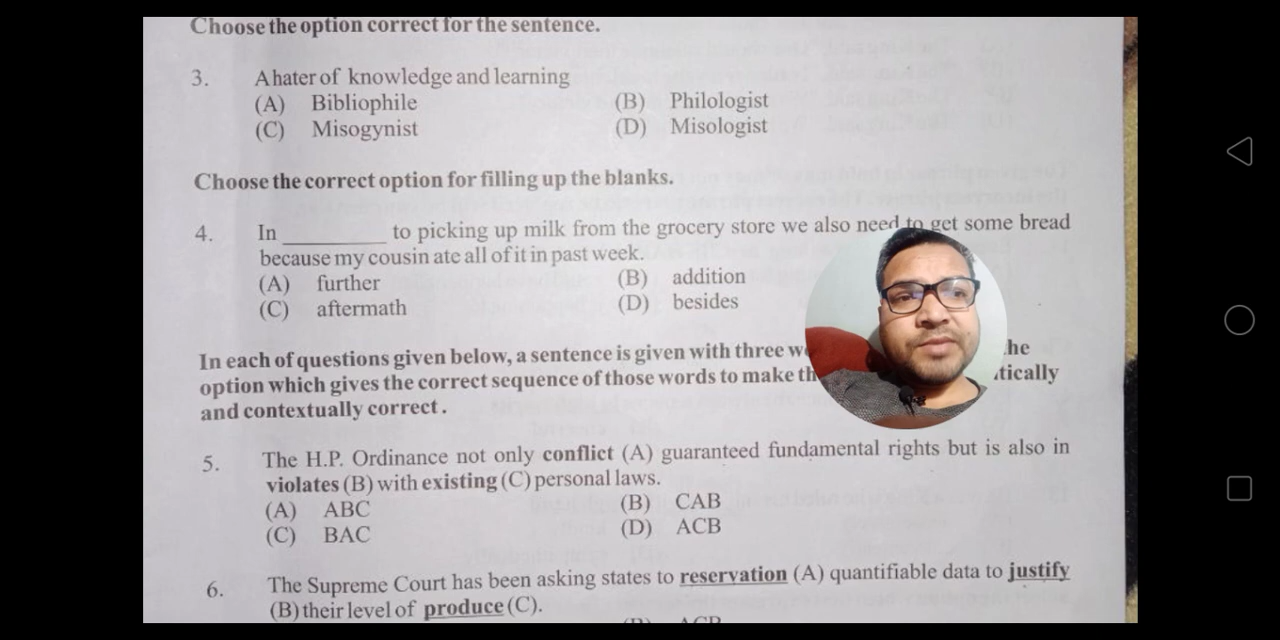 Choose the option correct for the sentence.
3. A hater of knowledge and learning
(A) Bibliophile (B) Philologist
(C) Misogynist (D) Misologist
Choose the correct option for filling up the blanks.
4. In ________ to picking up milk from the grocery store we also need to get some bread
because my cousin ate all of it in past week.
(A) further (B) addition
(C) aftermath (D) besides
In each of questions given below, a sentence is given with three
option which gives the correct sequence of those words to make
and contextually correct.
5. The H.P. Ordinance not only conflict (A) guaranteed fundamental rights but is also in
violates (B) with existing (C) personal laws.
(A) ABC (B) CAB
(C) BAC (D) ACB
6. The Supreme Court has been asking states to reservation (A) quantifiable data to justify
(B) their level of produce (C).